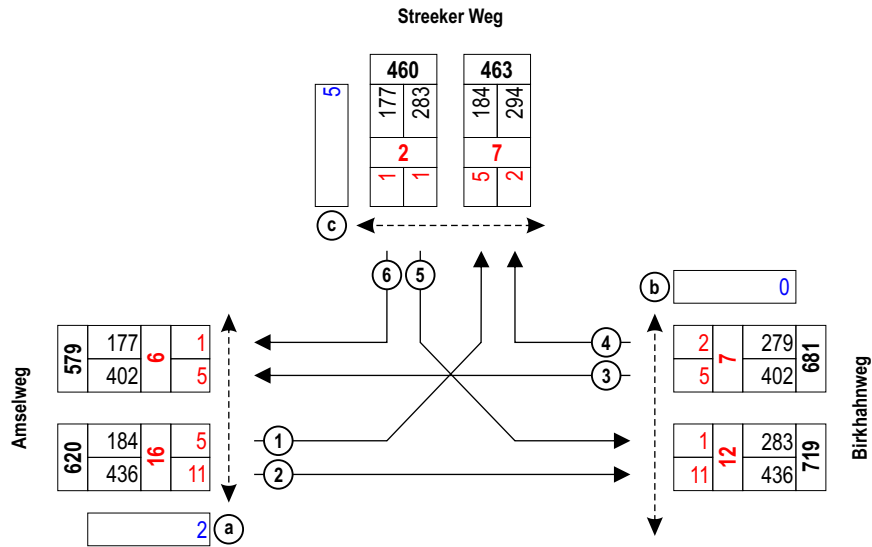 Streeker Weg
460 463
177 283 184 294
5
2 7
1 1 5 2
c
6 5
b 0
579 177 402 6 1 5
4
3
2 5 7 279 402 681
Amselweg
Birkhahnweg
620 184 436 16 5 11
1
2
1 11 12 283 436 719
2 a